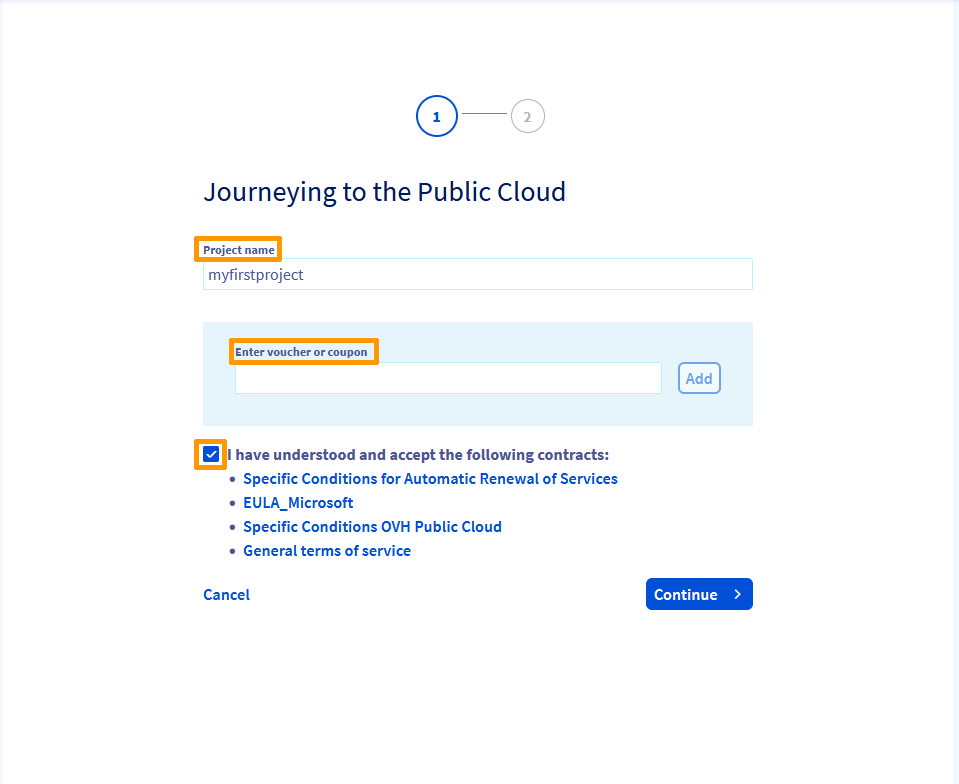 1 2
Journeying to the Public Cloud
Project name
myfirstproject
Enter voucher or coupon
Add
I have understood and accept the following contracts:
• Specific Conditions for Automatic Renewal of Services
• EULA_Microsoft
• Specific Conditions OVH Public Cloud
• General terms of service
Cancel Continue